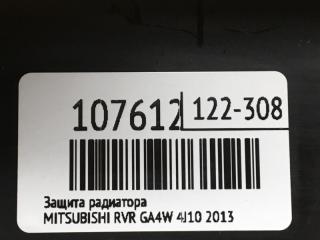 107612 122-308
Защита радиатора
MITSUBISHI RVR GA4W 4J10 2013